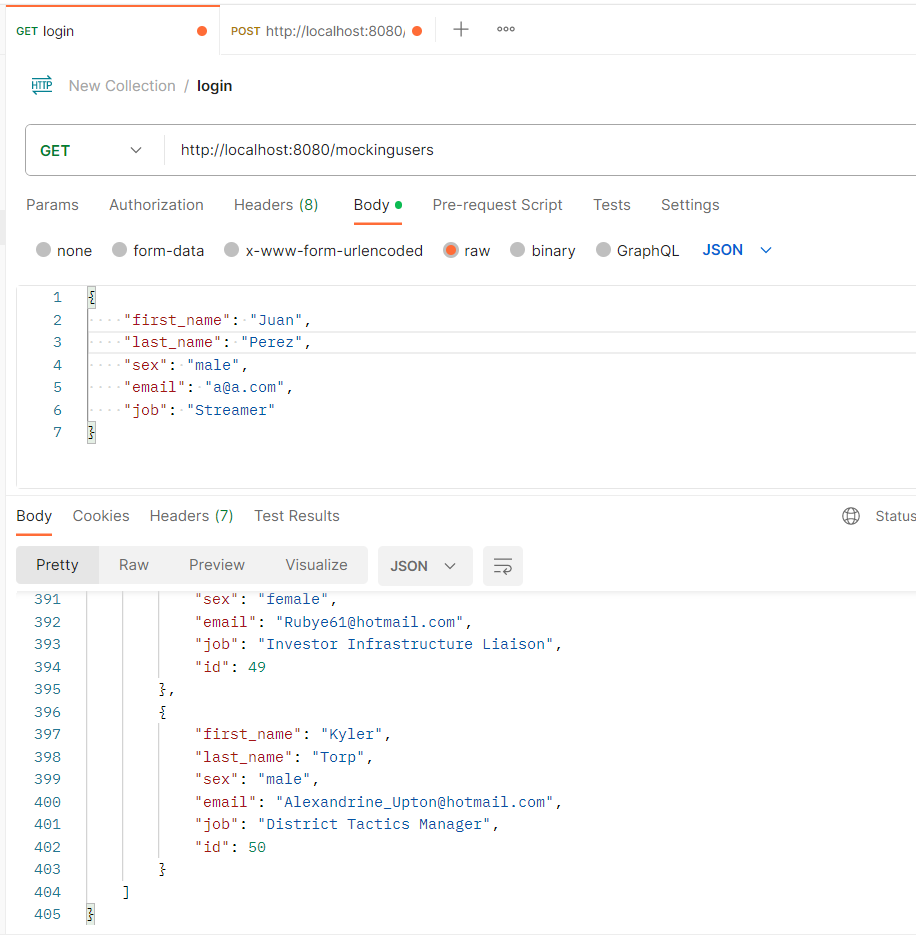 GET login POST http://localhost:8080/
HTTP New Collection / login
GET http://localhost:8080/mockingusers
Params Authorization Headers (8) Body Pre-request Script Tests Settings
none form-data x-www-form-urlencoded raw binary GraphQL JSON
1 {
2 "first_name": "Juan",
3 "last_name": "Perez",
4 "sex": "male",
5 "email": "a@a.com",
6 "job": "Streamer"
7 }
Body Cookies Headers (7) Test Results Status
Pretty Raw Preview Visualize JSON
391 "sex": "female",
392 "email": "Rubye61@hotmail.com",
393 "job": "Investor Infrastructure Liaison",
394 "id": 49
395 },
396 {
397 "first_name": "Kyler",
398 "last_name": "Torp",
399 "sex": "male",
400 "email": "Alexandrine_Upton@hotmail.com",
401 "job": "District Tactics Manager",
402 "id": 50
403 }
404 ]
405 }